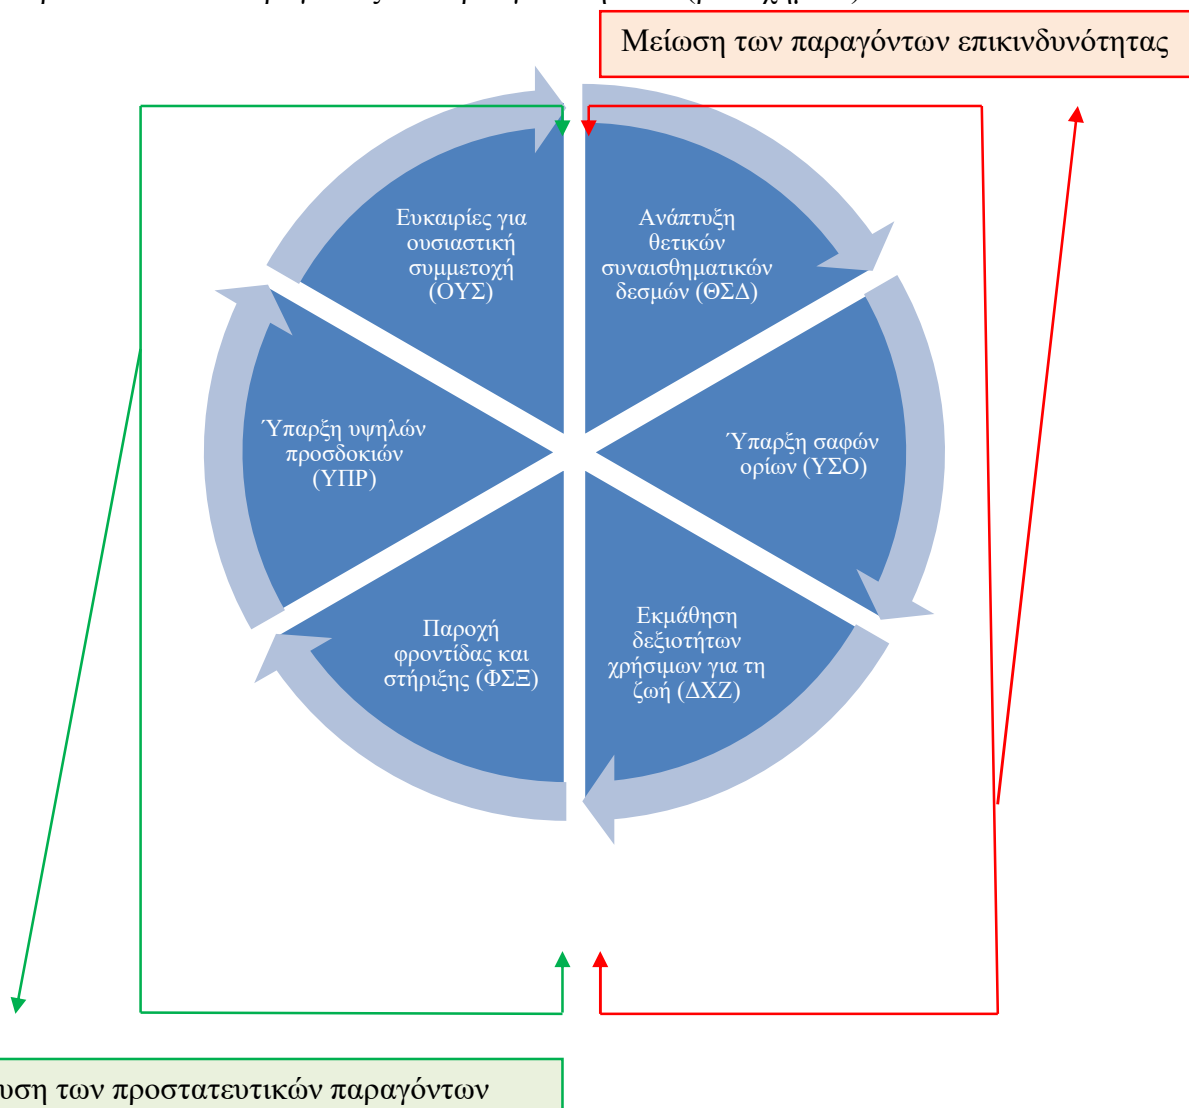 Μείωση των παραγόντων επικινδυνότητας
Ευκαιρίες για
ουσιαστική
συμμετοχή
(ΟΥΣ)
Ανάπτυξη
θετικών
συναισθηματικών
δεσμών (ΘΣΔ)
Ύπαρξη υψηλών
προσδοκιών
(ΥΠΡ)
Ύπαρξη σαφών
ορίων (ΥΣΟ)
Παροχή
φροντίδας και
στήριξης (ΦΣΞ)
Εκμάθηση
δεξιοτήτων
χρήσιμων για τη
ζωή (ΔΧΖ)
υση των προστατευτικών παραγόντων